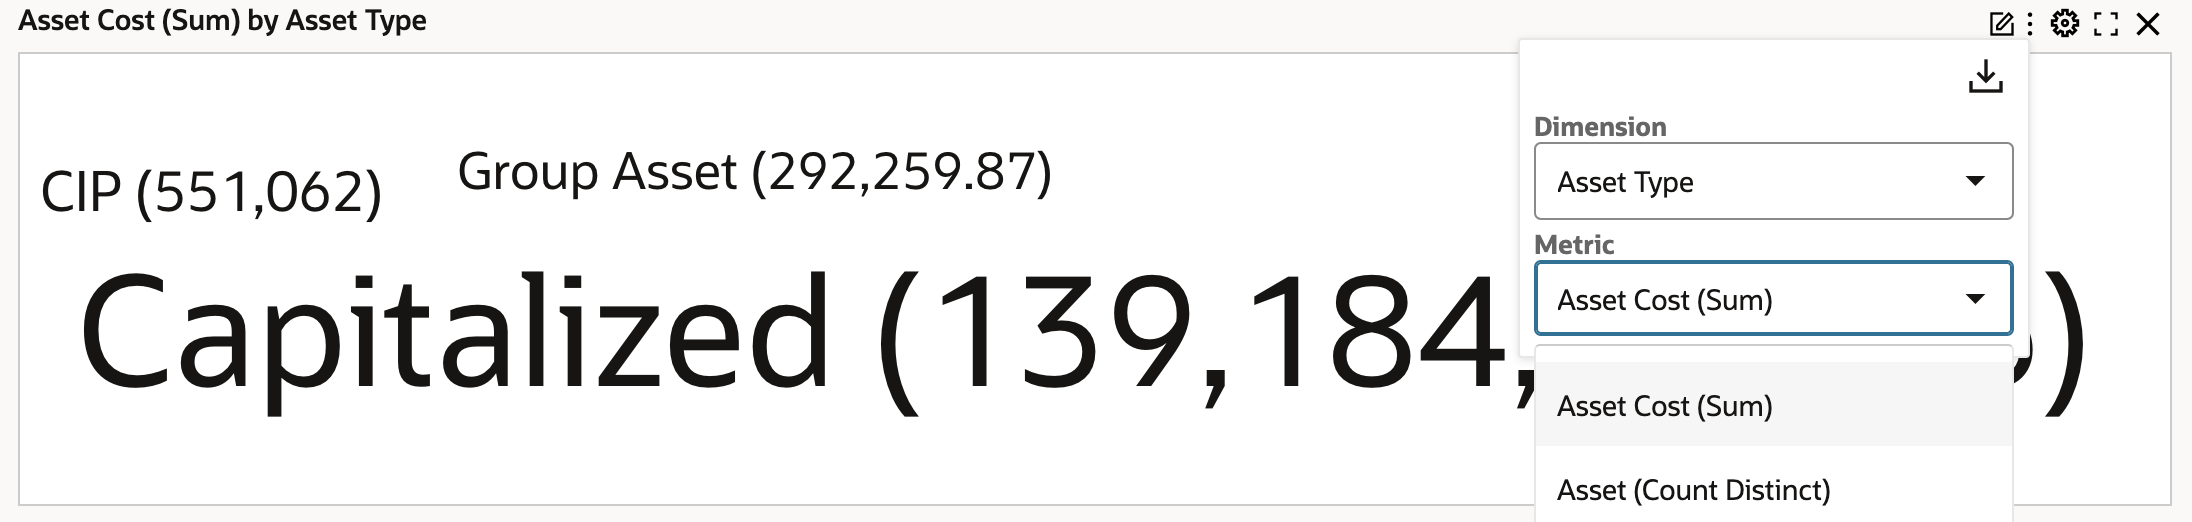 Asset Cost (Sum) by Asset Type
Dimension
Asset Type
Metric
Asset Cost (Sum)
Asset Cost (Sum)
Asset (Count Distinct)
CIP (551,062)
Group Asset (292,259.87)
Capitalized (139,184,